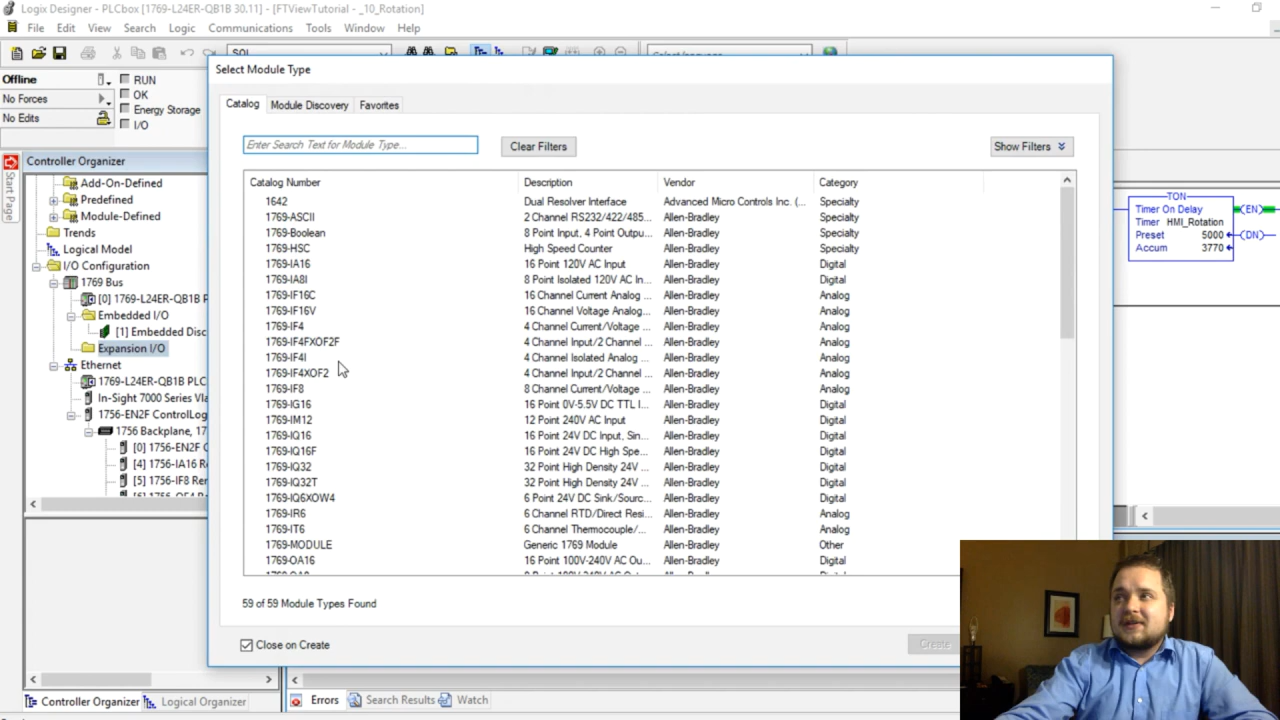 Logix Designer - PLCbox [1769-L24ER-QB1B 30.11] - [FTViewTutorial - _10_Rotation]
File Edit View Search Logic Communications Tools Window Help
SQL
Select language...
Offline
RUN
No Forces
OK
Energy Storage
No Edits
I/O
Start Page
Controller Organizer
Add-On-Defined
Predefined
Module-Defined
Trends
Logical Model
I/O Configuration
1769 Bus
[0] 1769-L24ER-QB1B P
Embedded I/O
[1] Embedded Disc
Expansion I/O
Ethernet
1769-L24ER-QB1B PLC
In-Sight 7000 Series Vi
1756-EN2F ControlLog
1756 Backplane, 17
[0] 1756-EN2F C
[4] 1756-IA16 R
[5] 1756-IF8 Re
Controller Organizer Logical Organizer
Select Module Type
Catalog Module Discovery Favorites
Enter Search Text for Module Type...
Clear Filters
Show Filters
Catalog Number Description Vendor Category
1642 Dual Resolver Interface Advanced Micro Controls Inc. (... Specialty
1769-ASCII 2 Channel RS232/422/485... Allen-Bradley Specialty
1769-Boolean 8 Point Input, 4 Point Outpu... Allen-Bradley Specialty
1769-HSC High Speed Counter Allen-Bradley Specialty
1769-IA16 16 Point 120V AC Input Allen-Bradley Digital
1769-IA8I 8 Point Isolated 120V AC In... Allen-Bradley Digital
1769-IF16C 16 Channel Current Analog ... Allen-Bradley Analog
1769-IF16V 16 Channel Voltage Analog... Allen-Bradley Analog
1769-IF4 4 Channel Current/Voltage ... Allen-Bradley Analog
1769-IF4FXOF2F 4 Channel Input/2 Channel ... Allen-Bradley Analog
1769-IF4I 4 Channel Isolated Analog ... Allen-Bradley Analog
1769-IF4XOF2 4 Channel Input/2 Channel ... Allen-Bradley Analog
1769-IF8 8 Channel Current/Voltage ... Allen-Bradley Analog
1769-IG16 16 Point 0V-5.5V DC TTL I... Allen-Bradley Digital
1769-IM12 12 Point 240V AC Input Allen-Bradley Digital
1769-IQ16 16 Point 24V DC Input, Sin... Allen-Bradley Digital
1769-IQ16F 16 Point 24V DC High Spe... Allen-Bradley Digital
1769-IQ32 32 Point High Density 24V ... Allen-Bradley Digital
1769-IQ32T 32 Point High Density 24V ... Allen-Bradley Digital
1769-IQ6XOW4 6 Point 24V DC Sink/Sourc... Allen-Bradley Digital
1769-IR6 6 Channel RTD/Direct Resi... Allen-Bradley Analog
1769-IT6 6 Channel Thermocouple/... Allen-Bradley Analog
1769-MODULE Generic 1769 Module Allen-Bradley Other
1769-OA16 16 Point 100V-240V AC Ou... Allen-Bradley Digital
59 of 59 Module Types Found
Close on Create
Create
TON
Timer On Delay
Timer HMI_Rotation
Preset 5000
Accum 3770
EN
DN
Errors Search Results Watch